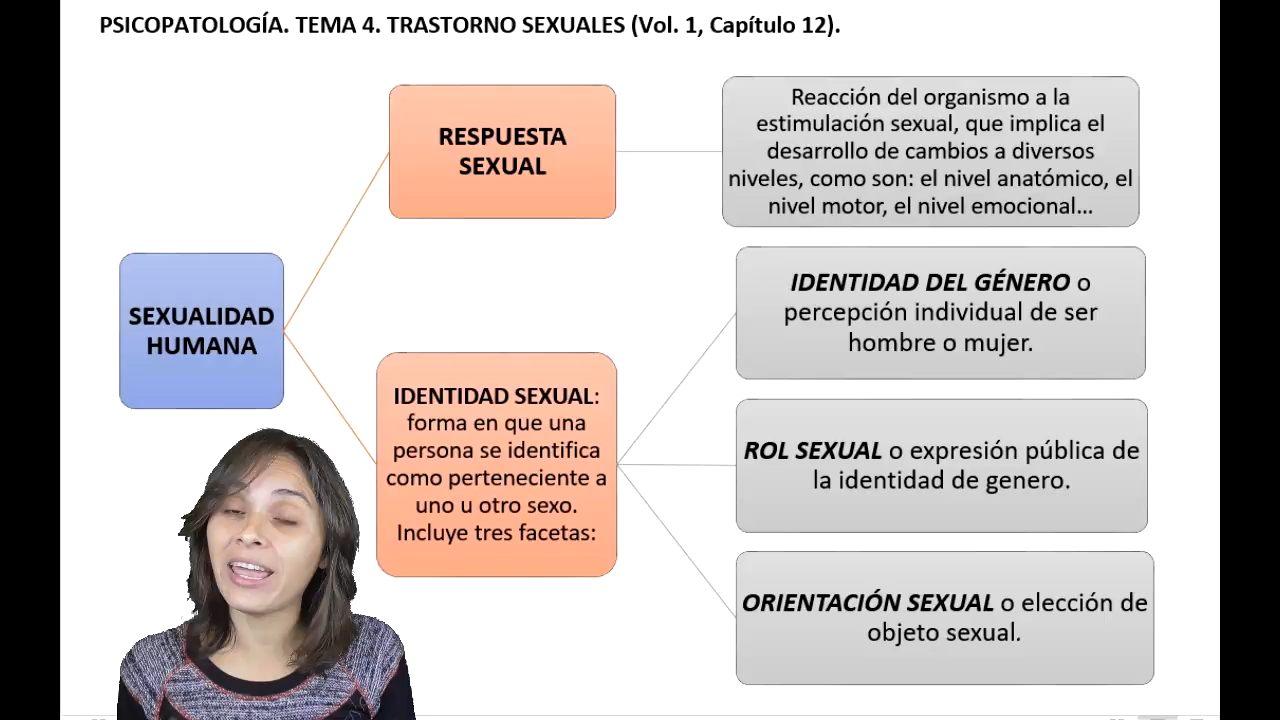 PSICOPATOLOGÍA. TEMA 4. TRASTORNO SEXUALES (Vol. 1, Capítulo 12).
RESPUESTA
SEXUAL
Reacción del organismo a la
estimulación sexual, que implica el
desarrollo de cambios a diversos
niveles, como son: el nivel anatómico, el
nivel motor, el nivel emocional...
SEXUALIDAD
HUMANA
IDENTIDAD SEXUAL:
forma en que una
persona se identifica
como perteneciente a
uno u otro sexo.
Incluye tres facetas:
IDENTIDAD DEL GÉNERO o
percepción individual de ser
hombre o mujer.
ROL SEXUAL o expresión pública de
la identidad de genero.
ORIENTACIÓN SEXUAL o elección de
objeto sexual.